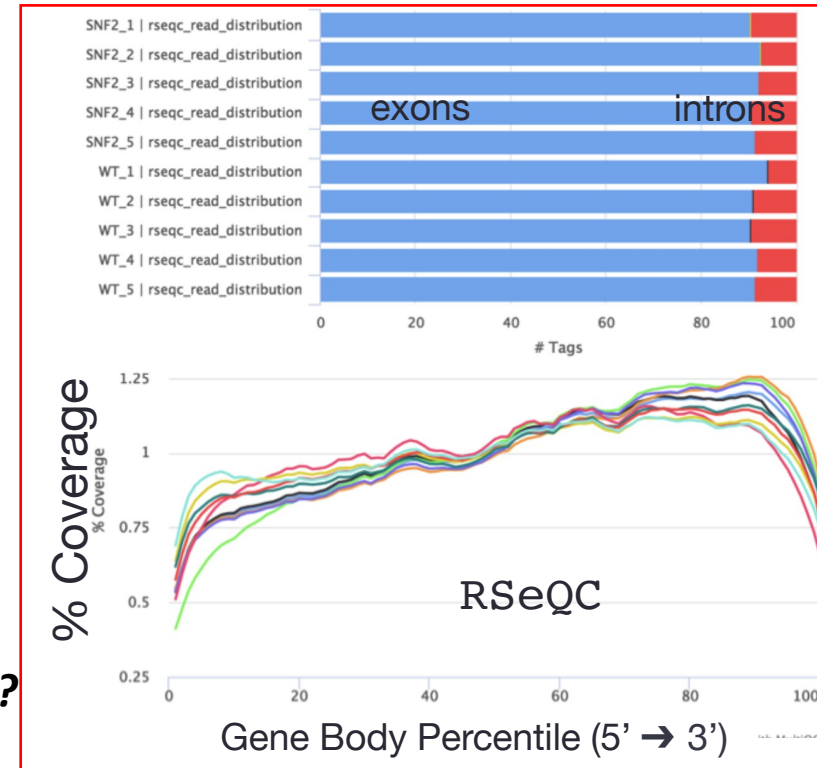 SNF2_1 | rseqc_read_distribution
SNF2_2 | rseqc_read_distribution
SNF2_3 | rseqc_read_distribution
SNF2_4 | rseqc_read_distribution
exons introns
SNF2_5 | rseqc_read_distribution
WT_1 | rseqc_read_distribution
WT_2 | rseqc_read_distribution
WT_3 | rseqc_read_distribution
WT_4 | rseqc_read_distribution
WT_5 | rseqc_read_distribution
0 20 40 60 80 100
# Tags
% Coverage
% Coverage
1.25
1
0.75
0.5
0.25
RSeQC
?
0 20 40 60 80 100
Gene Body Percentile (5’ ➔ 3’)